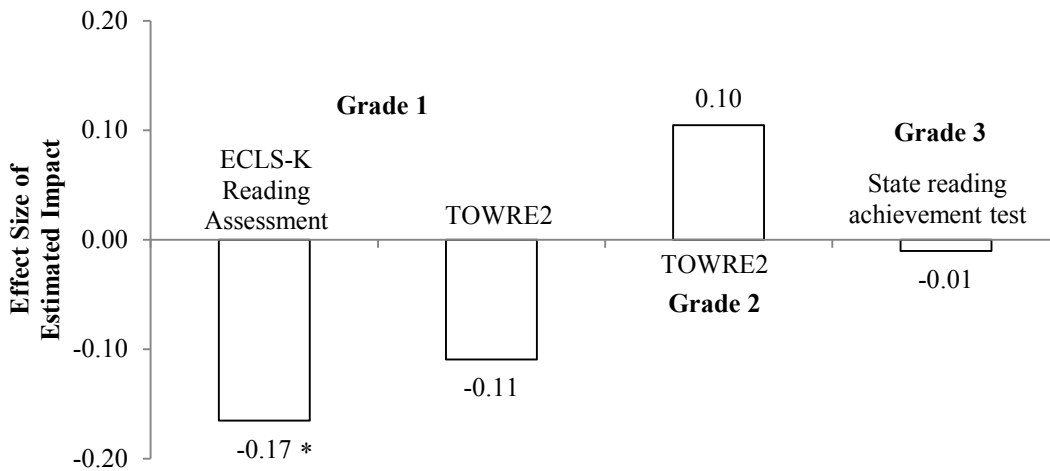 Effect Size of
Estimated Impact
0.20
0.10
0.00
-0.10
-0.20
Grade 1
ECLS-K
Reading
Assessment
-0.17 *
TOWRE2
-0.11
0.10
TOWRE2
Grade 2
Grade 3
State reading
achievement test
-0.01